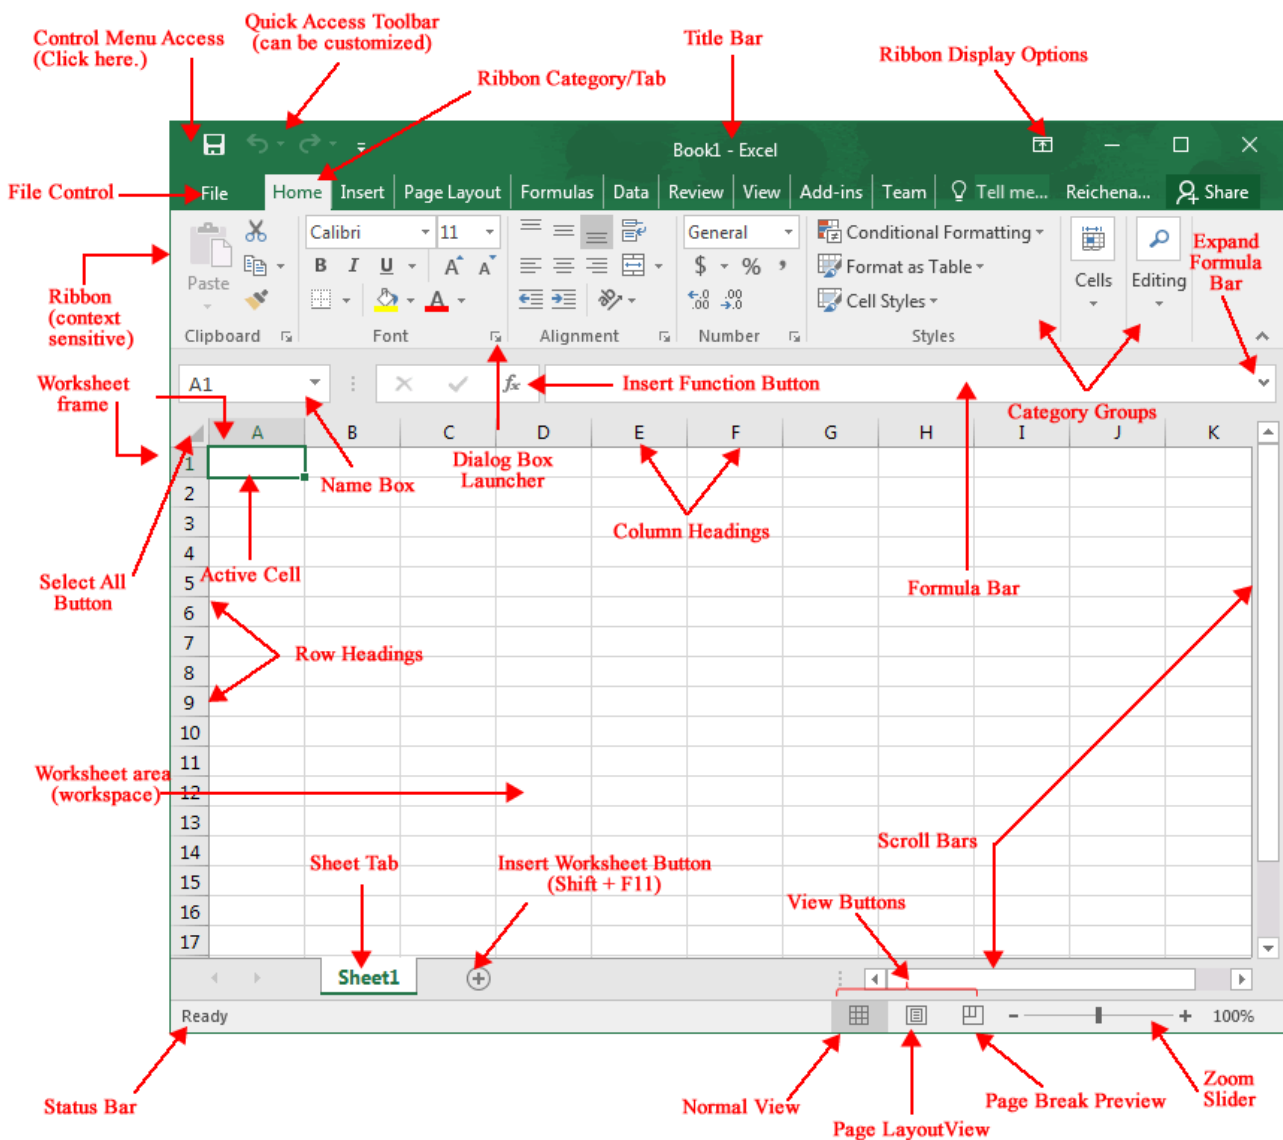 Quick Access Toolbar
(can be customized)
Control Menu Access
(Click here.)
Title Bar
Ribbon Display Options
Ribbon Category/Tab
Book1 - Excel
File Control
File
Home
Insert
Page Layout
Formulas
Data
Review
View
Add-ins
Team
Tell me...
Reichena...
Share
Calibri
11
General
Conditional Formatting
Expand
Formula
Bar
B I U
A A
$ % ,
Format as Table
Paste
Cells
Editing
Ribbon
(context
sensitive)
A
.00
.00
Cell Styles
Clipboard
Font
Alignment
Number
Styles
Worksheet
frame
A1
fx
Insert Function Button
Category Groups
A B C D E F G H I J K
Dialog Box
Launcher
Name Box
Column Headings
1
2
3
4
5
6
7
8
9
10
11
12
13
14
15
16
17
Select All
Button
Active Cell
Formula Bar
Row Headings
Worksheet area
(workspace)
Scroll Bars
Sheet Tab
Insert Worksheet Button
(Shift + F11)
View Buttons
Sheet1
Ready
100%
Status Bar
Normal View
Page LayoutView
Page Break Preview
Zoom
Slider